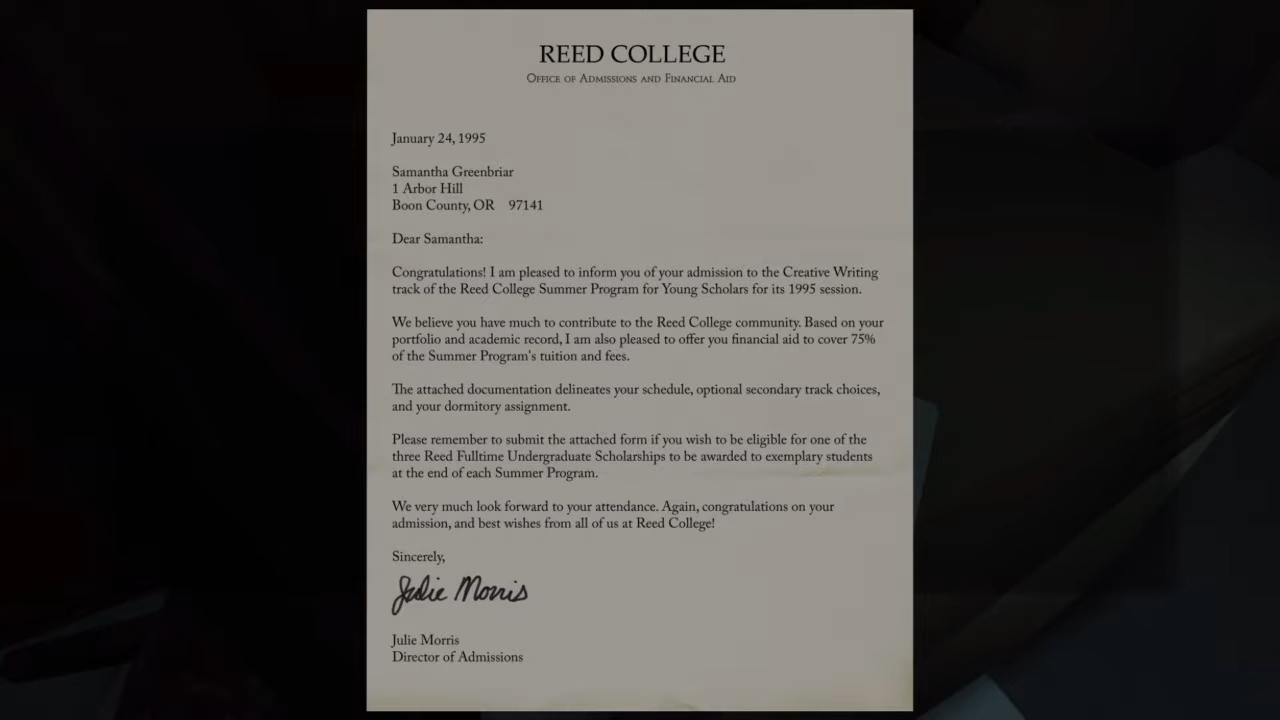 REED COLLEGE
Office of Admissions and Financial Aid
January 24, 1995
Samantha Greenbriar
1 Arbor Hill
Boon County, OR 97141
Dear Samantha:
Congratulations! I am pleased to inform you of your admission to the Creative Writing
track of the Reed College Summer Program for Young Scholars for its 1995 session.
We believe you have much to contribute to the Reed College community. Based on your
portfolio and academic record, I am also pleased to offer you financial aid to cover 75%
of the Summer Program's tuition and fees.
The attached documentation delineates your schedule, optional secondary track choices,
and your dormitory assignment.
Please remember to submit the attached form if you wish to be eligible for one of the
three Reed Fulltime Undergraduate Scholarships to be awarded to exemplary students
at the end of each Summer Program.
We very much look forward to your attendance. Again, congratulations on your
admission, and best wishes from all of us at Reed College!
Sincerely,
Julie Morris
Julie Morris
Director of Admissions